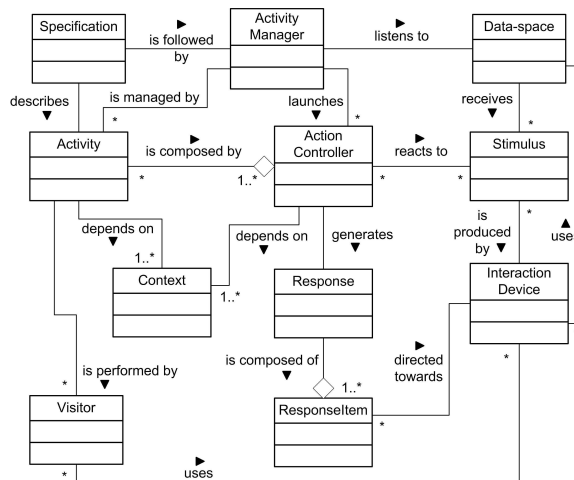 Specification
is followed
by
Activity
Manager
listens to
Data-space
describes
is managed by
*
launches
*
receives
*
Activity
is composed by
*
1..*
Action
Controller
reacts to
*
*
Stimulus
depends on
1..*
depends on
1..*
generates
is
produced
by
*
uses
Context
Response
Interaction
Device
*
is composed of
1..*
directed
towards
is performed by
*
Visitor
*
ResponseItem
*
uses